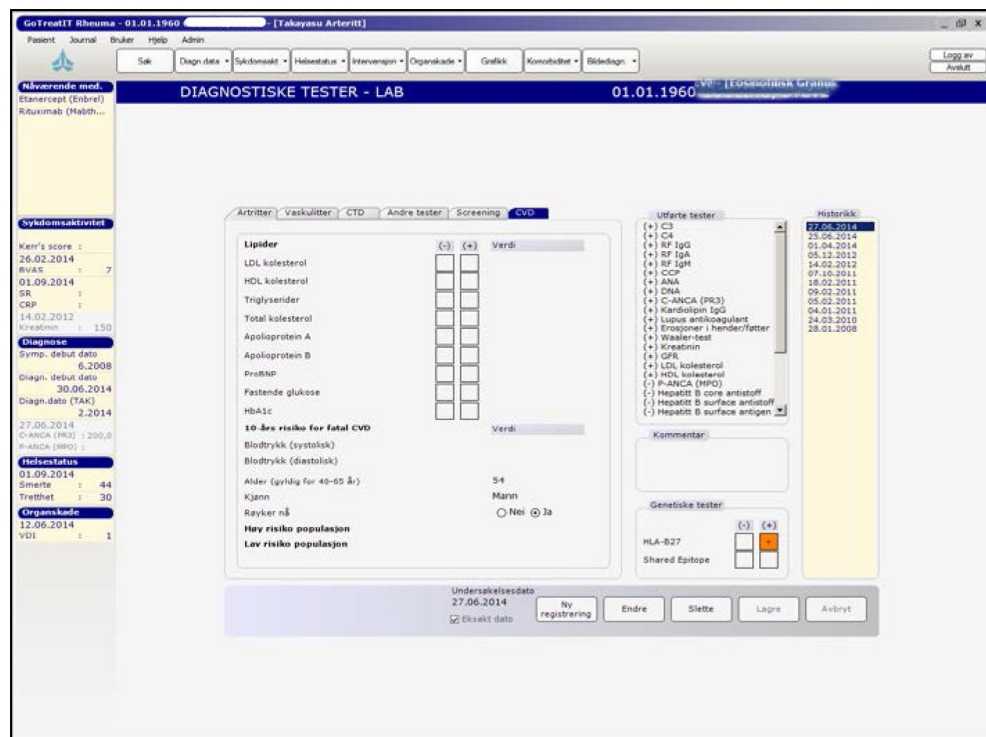 GoTreatIT Rheuma - 01.01.1960 - [Takayasu Arteritt]
Pasient Journal Bruker Hjelp Admin
Søk Diagn.data Sykdomsakt Helsestatus Intervensjon Organskade Grafikk Komorbiditet Bildediagn
Logg av
Avslutt
DIAGNOSTISKE TESTER - LAB 01.01.1960 [Eosinofilisk Granul
Nåværende med.
Etanercept (Enbrel)
Rituximab (Mabth...
Sykdomsaktivitet
Kerr's score :
26.02.2014
BVAS : 7
01.09.2014
SR :
CRP :
14.02.2012
Kreatinin : 150
Diagnose
Symp. debut dato
6.2008
Diagn. debut dato
30.06.2014
Diagn.dato (TAK)
2.2014
27.06.2014
C-ANCA (PR3) : 200,0
P-ANCA (MPO) :
Helsestatus
01.09.2014
Smerte : 44
Tretthet : 30
Organskade
12.06.2014
VDI : 1
Artritter Vaskulitter CTD Andre tester Screening CVD
Lipider (-) (+) Verdi
LDL kolesterol
HDL kolesterol
Triglyserider
Total kolesterol
Apolioprotein A
Apolioprotein B
ProBNP
Fastende glukose
HbA1c
10-års risiko for fatal CVD Verdi
Blodtrykk (systolisk)
Blodtrykk (diastolisk)
Alder (gyldig for 40-65 år) 54
Kjønn Mann
Røyker nå Nei Ja
Høy risiko populasjon
Lav risiko populasjon
Utførte tester
(+) C3
(+) C4
(+) RF IgG
(+) RF IgA
(+) RF IgM
(+) CCP
(+) ANA
(+) DNA
(+) C-ANCA (PR3)
(+) Kardiolipin IgG
(+) Lupus antikoagulant
(+) Erosjoner i hender/føtter
(+) Waaler-test
(+) Kreatinin
(+) GFR
(+) LDL kolesterol
(+) HDL kolesterol
(-) P-ANCA (MPO)
(-) Hepatitt B core antistoff
(-) Hepatitt B surface antistoff
(-) Hepatitt B surface antigen
Kommentar
Genetiske tester
(-) (+)
HLA-B27 +
Shared Epitope
Historikk
27.06.2014
25.06.2014
01.04.2014
05.12.2012
14.02.2012
07.10.2011
18.02.2011
09.02.2011
05.02.2011
04.01.2011
24.03.2010
28.01.2008
Undersøkelsesdato
27.06.2014
Eksakt dato
Ny registrering Endre Slette Lagre Avbryt